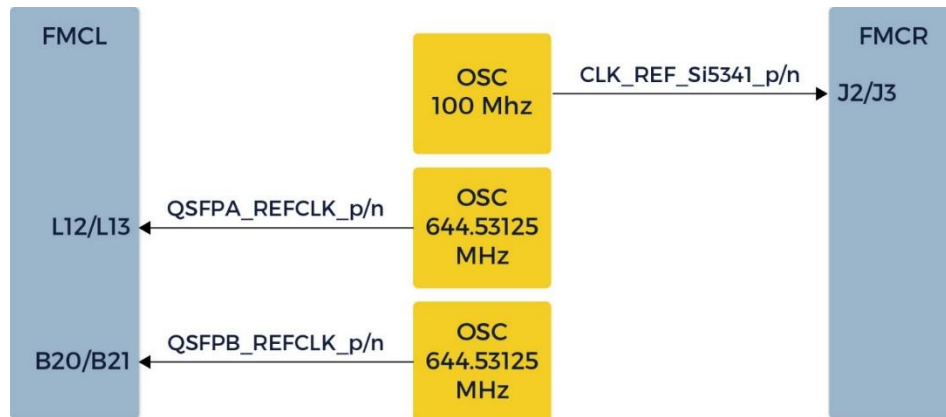 FMCL
FMCR
OSC
100 Mhz
CLK_REF_Si5341_p/n
J2/J3
QSFPA_REFCLK_p/n
L12/L13
OSC
644.53125
MHz
QSFPB_REFCLK_p/n
B20/B21
OSC
644.53125
MHz